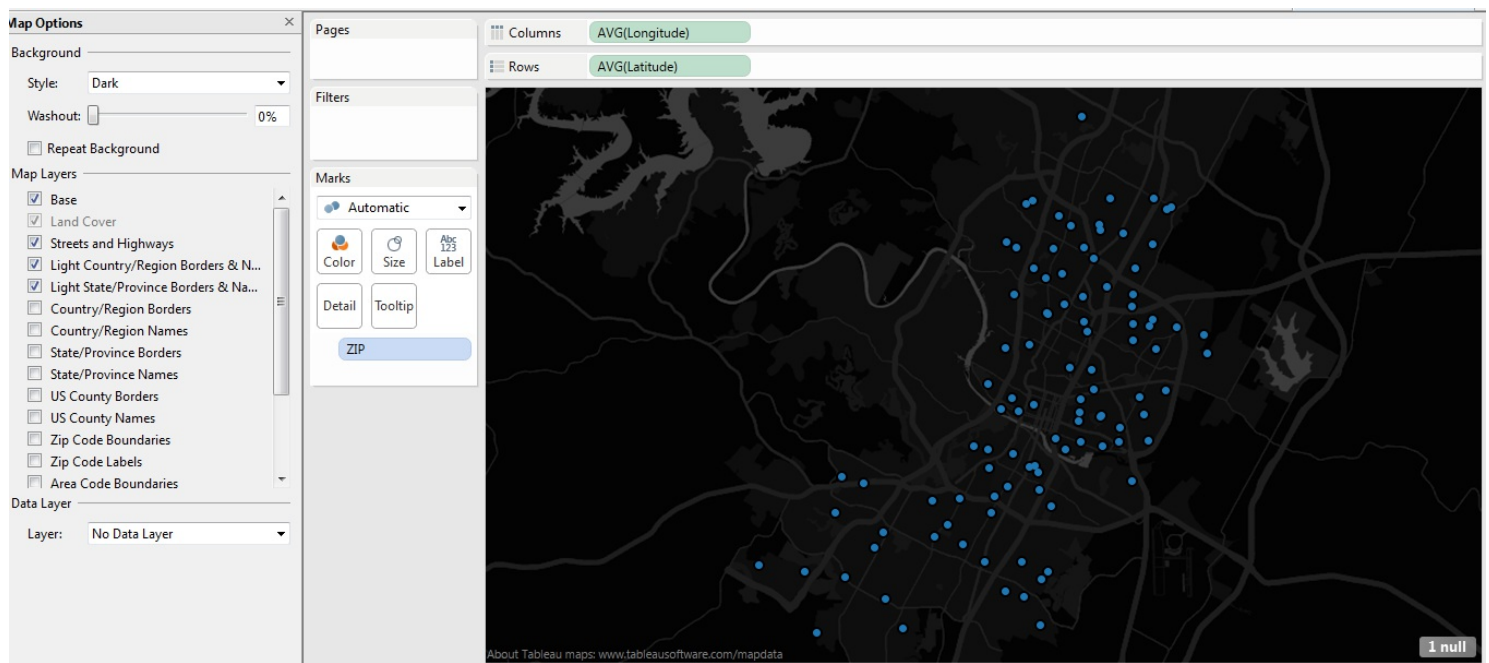 Map Options
Background
Style: Dark
Washout: 0%
Repeat Background
Map Layers
Base
Land Cover
Streets and Highways
Light Country/Region Borders & N...
Light State/Province Borders & Na...
Country/Region Borders
Country/Region Names
State/Province Borders
State/Province Names
US County Borders
US County Names
Zip Code Boundaries
Zip Code Labels
Area Code Boundaries
Data Layer
Layer: No Data Layer
Pages
Filters
Marks
Automatic
Abc
123
Color Size Label
Detail Tooltip
ZIP
Columns AVG(Longitude)
Rows AVG(Latitude)
About Tableau maps: www.tableausoftware.com/mapdata
1 null